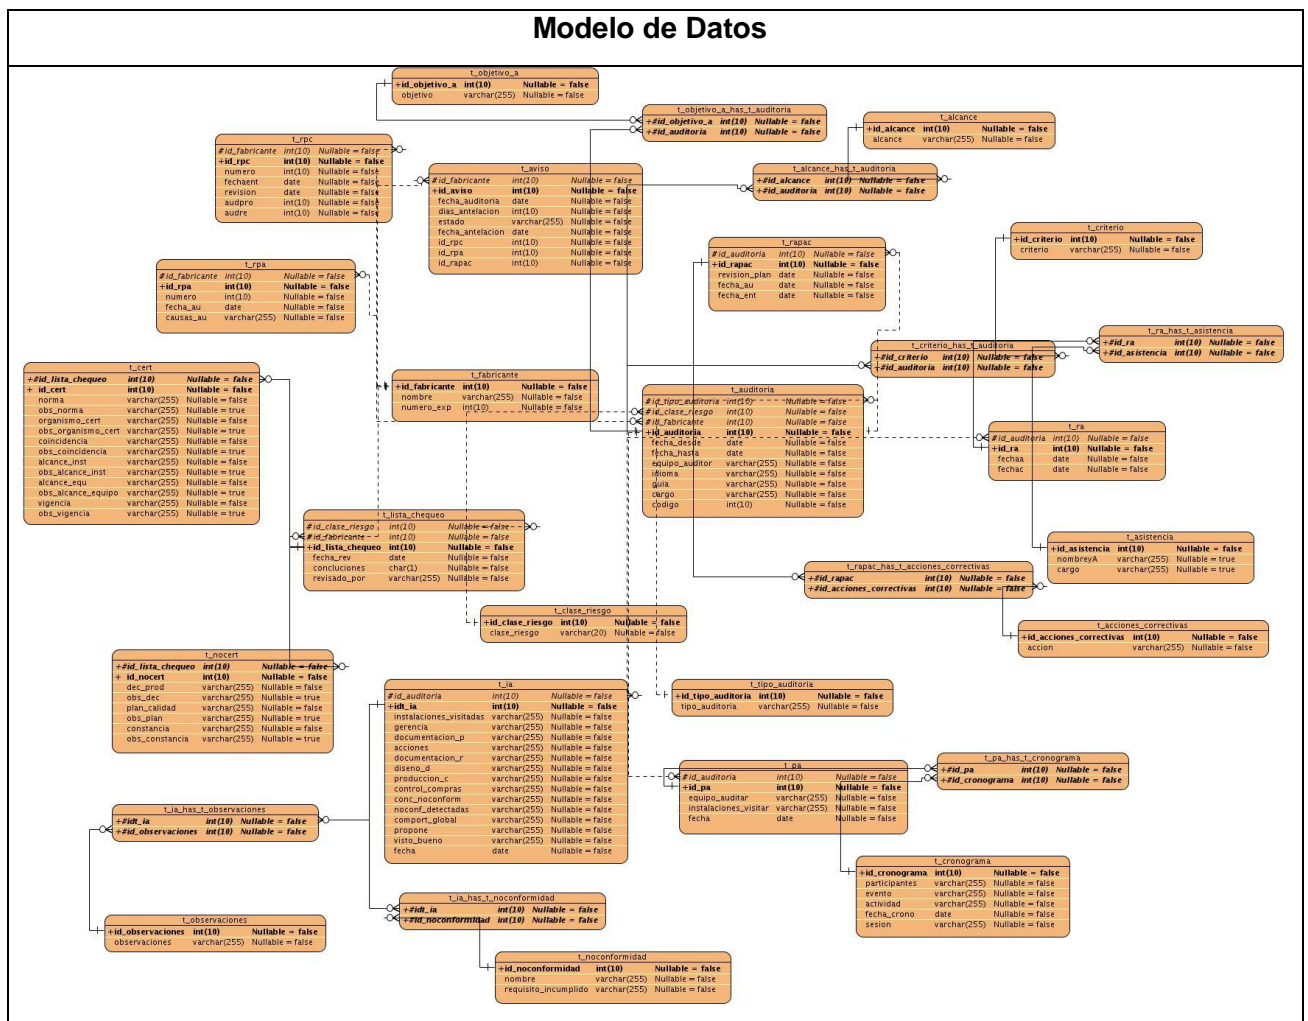 Modelo de Datos
t_objetivo_a
+id_objetivo_a int(10) Nullable = false
objetivo varchar(255) Nullable = false
t_objetivo_a_has_t_auditoria
+#id_objetivo_a int(10) Nullable = false
+#id_auditoria int(10) Nullable = false
t_alcance
+id_alcance int(10) Nullable = false
alcance varchar(255) Nullable = false
t_rpc
#id_fabricante int(10) Nullable = false
+id_rpc int(10) Nullable = false
numero int(10) Nullable = false
fechaent date Nullable = false
revision date Nullable = false
audpro int(10) Nullable = false
audre int(10) Nullable = false
t_aviso
#id_fabricante int(10) Nullable = false
+id_aviso int(10) Nullable = false
fecha_auditoria date Nullable = false
dias_antelacion int(10) Nullable = false
estado varchar(255) Nullable = false
fecha_antelacion date Nullable = false
id_rpc int(10) Nullable = false
id_rpa int(10) Nullable = false
id_rapac int(10) Nullable = false
t_alcance_has_t_auditoria
+#id_alcance int(10) Nullable = false
+#id_auditoria int(10) Nullable = false
t_criterio
+id_criterio int(10) Nullable = false
criterio varchar(255) Nullable = false
t_rapac
#id_auditoria int(10) Nullable = false
+id_rapac int(10) Nullable = false
revision_plan date Nullable = false
fecha_au date Nullable = false
fecha_ent date Nullable = false
t_rpa
#id_fabricante int(10) Nullable = false
+id_rpa int(10) Nullable = false
numero int(10) Nullable = false
fecha_au date Nullable = false
causas_au varchar(255) Nullable = false
t_ra_has_t_asistencia
+#id_ra int(10) Nullable = false
+#id_asistencia int(10) Nullable = false
t_criterio_has_t_auditoria
+#id_criterio int(10) Nullable = false
+#id_auditoria int(10) Nullable = false
t_cert
+#id_lista_chequeo int(10) Nullable = false
+ id_cert int(10) Nullable = false
norma varchar(255) Nullable = false
obs_norma varchar(255) Nullable = true
organismo_cert varchar(255) Nullable = false
obs_organismo_cert varchar(255) Nullable = true
coincidencia varchar(255) Nullable = false
obs_coincidencia varchar(255) Nullable = true
alcance_inst varchar(255) Nullable = false
obs_alcance_inst varchar(255) Nullable = true
alcance_equ varchar(255) Nullable = false
obs_alcance_equipo varchar(255) Nullable = true
vigencia varchar(255) Nullable = false
obs_vigencia varchar(255) Nullable = true
t_fabricante
+id_fabricante int(10) Nullable = false
nombre varchar(255) Nullable = false
numero_exp int(10) Nullable = false
t_auditoria
#id_tipo_auditoria int(10) Nullable = false
#id_clase_riesgo int(10) Nullable = false
#id_fabricante int(10) Nullable = false
+id_auditoria int(10) Nullable = false
fecha_desde date Nullable = false
fecha_hasta date Nullable = false
equipo_auditor varchar(255) Nullable = false
idioma varchar(255) Nullable = false
guia varchar(255) Nullable = false
cargo varchar(255) Nullable = false
codigo int(10) Nullable = false
t_ra
#id_auditoria int(10) Nullable = false
+id_ra int(10) Nullable = false
fechaa date Nullable = false
fechac date Nullable = false
t_lista_chequeo
#id_clase_riesgo int(10) Nullable = false
#id_fabricante int(10) Nullable = false
+id_lista_chequeo int(10) Nullable = false
fecha_rev date Nullable = false
concluciones char(1) Nullable = false
revisado_por varchar(255) Nullable = false
t_asistencia
+id_asistencia int(10) Nullable = false
nombreyA varchar(255) Nullable = true
cargo varchar(255) Nullable = true
t_rapac_has_t_acciones_correctivas
+#id_rapac int(10) Nullable = false
+#id_acciones_correctivas int(10) Nullable = false
t_clase_riesgo
+id_clase_riesgo int(10) Nullable = false
clase_riesgo varchar(20) Nullable = false
t_acciones_correctivas
+id_acciones_correctivas int(10) Nullable = false
accion varchar(255) Nullable = false
t_nocert
+#id_lista_chequeo int(10) Nullable = false
+ id_nocert int(10) Nullable = false
dec_prod varchar(255) Nullable = false
obs_dec varchar(255) Nullable = true
plan_calidad varchar(255) Nullable = false
obs_plan varchar(255) Nullable = true
constancia varchar(255) Nullable = false
obs_constancia varchar(255) Nullable = true
t_ia
#id_auditoria int(10) Nullable = false
+idt_ia int(10) Nullable = false
instalaciones_visitadas varchar(255) Nullable = false
gerencia varchar(255) Nullable = false
documentacion_p varchar(255) Nullable = false
acciones varchar(255) Nullable = false
documentacion_r varchar(255) Nullable = false
diseno_d varchar(255) Nullable = false
produccion_c varchar(255) Nullable = false
control_compras varchar(255) Nullable = false
conc_noconform varchar(255) Nullable = false
noconf_detectadas varchar(255) Nullable = false
comport_global varchar(255) Nullable = false
propone varchar(255) Nullable = false
visto_bueno varchar(255) Nullable = false
fecha date Nullable = false
t_tipo_auditoria
+id_tipo_auditoria int(10) Nullable = false
tipo_auditoria varchar(255) Nullable = false
t_pa
#id_auditoria int(10) Nullable = false
+id_pa int(10) Nullable = false
equipo_auditar varchar(255) Nullable = false
instalaciones_visitar varchar(255) Nullable = false
fecha date Nullable = false
t_pa_has_t_cronograma
+#id_pa int(10) Nullable = false
+#id_cronograma int(10) Nullable = false
t_ia_has_t_observaciones
+#idt_ia int(10) Nullable = false
+#id_observaciones int(10) Nullable = false
t_cronograma
+id_cronograma int(10) Nullable = false
participantes varchar(255) Nullable = false
evento varchar(255) Nullable = false
actividad varchar(255) Nullable = false
fecha_crono date Nullable = false
sesion varchar(255) Nullable = false
t_ia_has_t_noconformidad
+#idt_ia int(10) Nullable = false
+#id_noconformidad int(10) Nullable = false
t_observaciones
+id_observaciones int(10) Nullable = false
observaciones varchar(255) Nullable = false
t_noconformidad
+id_noconformidad int(10) Nullable = false
nombre varchar(255) Nullable = false
requisito_incumplido varchar(255) Nullable = false